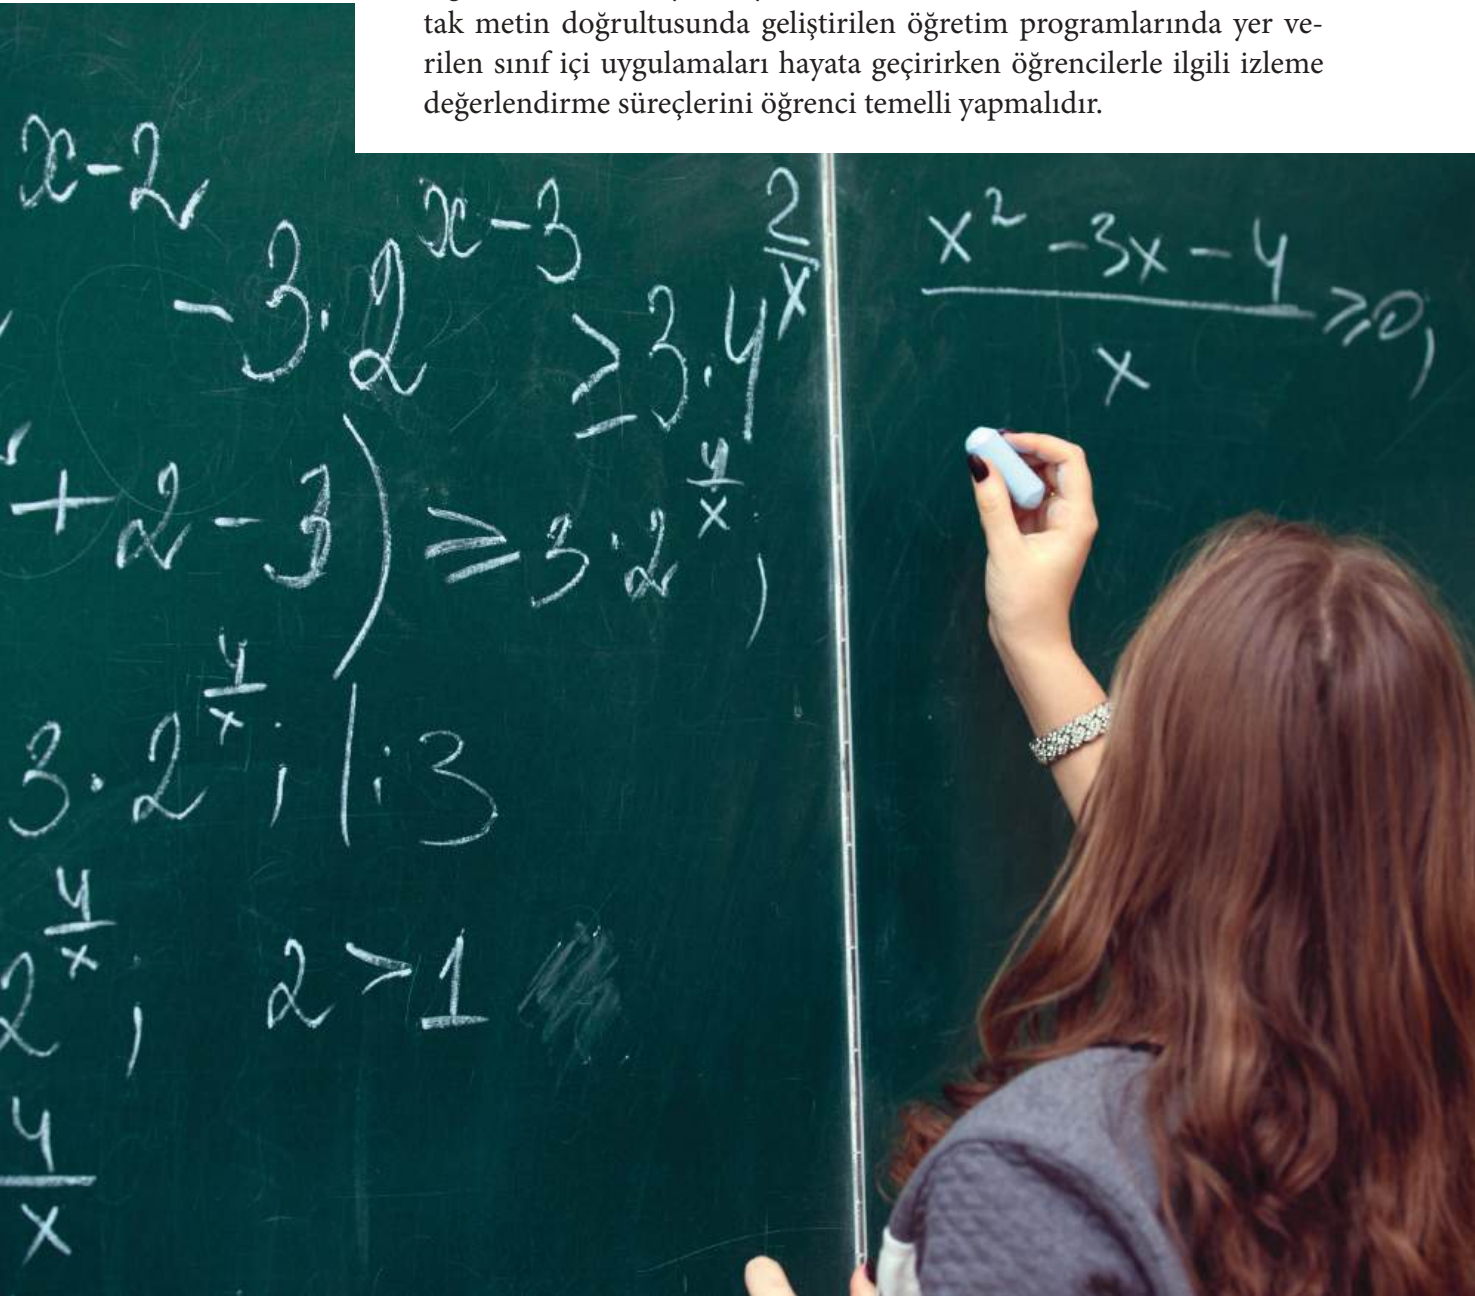 tak metin doğrultusunda geliştirilen öğretim programlarında yer ve-
rilen sınıf içi uygulamaları hayata geçirirken öğrencilerle ilgili izleme
değerlendirme süreçlerini öğrenci temelli yapmalıdır.
x-2
-3·2^(x-3) ≥ 3·4^(2/x)
+2-3) ≥ 3·2^(4/x);
3·2^(4/x); |:3
2^(4/x); 2>1
4/x
(x² -3x -4)/x ≥ 0,